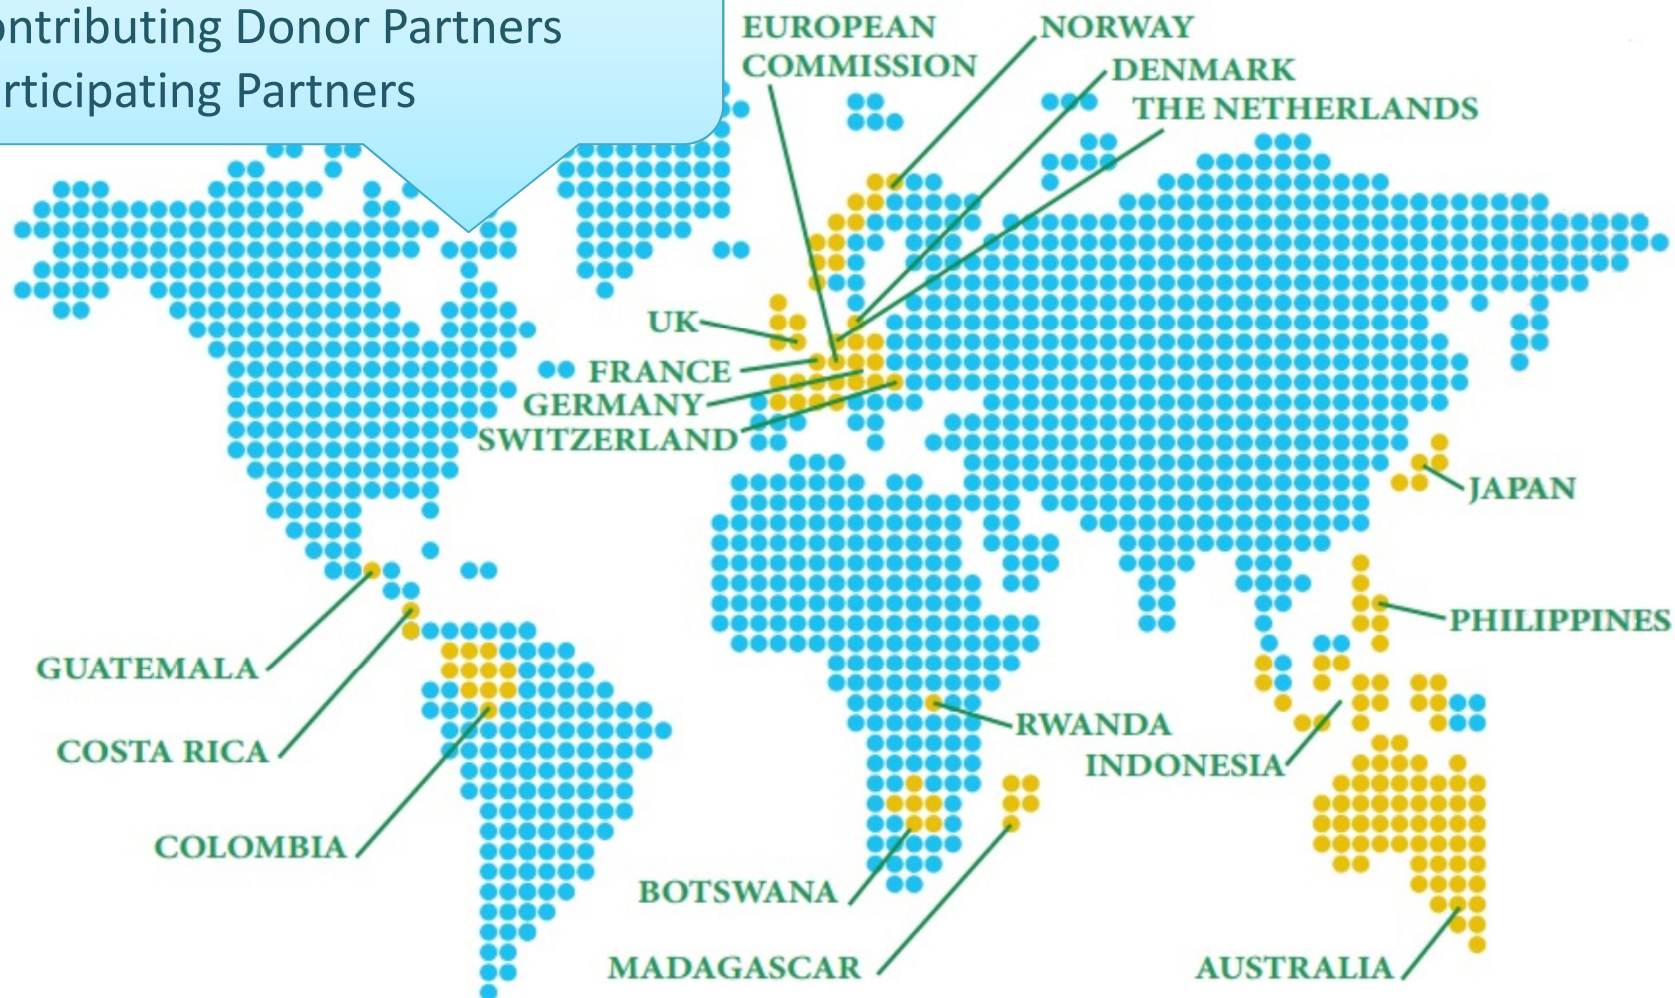 ontributing Donor Partners
rticipating Partners
EUROPEAN
COMMISSION
NORWAY
DENMARK
THE NETHERLANDS
UK
FRANCE
GERMANY
SWITZERLAND
JAPAN
PHILIPPINES
GUATEMALA
COSTA RICA
COLOMBIA
RWANDA
INDONESIA
BOTSWANA
MADAGASCAR
AUSTRALIA